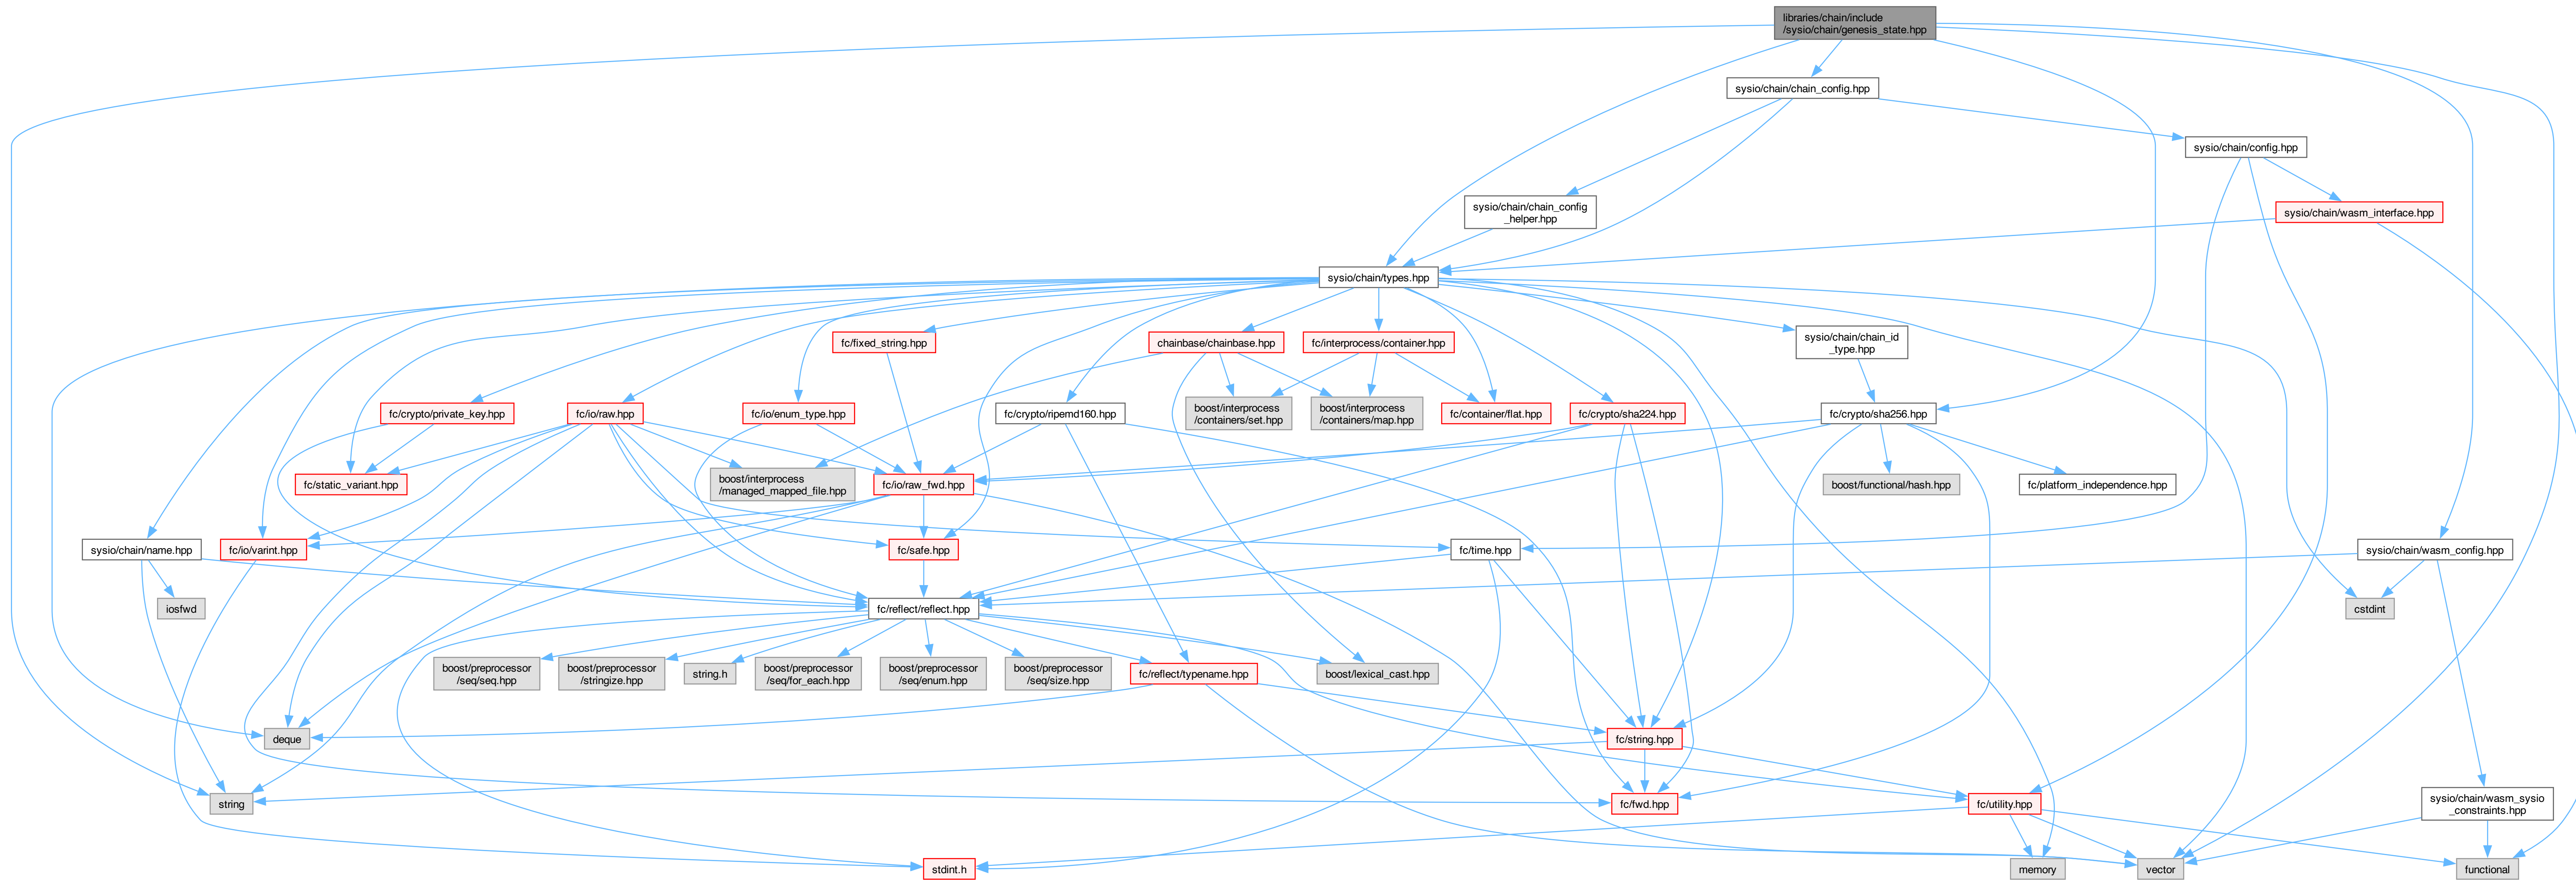 libraries/chain/include
/sysio/chain/genesis_state.hpp
sysio/chain/chain_config.hpp
sysio/chain/config.hpp
sysio/chain/chain_config
_helper.hpp
sysio/chain/wasm_interface.hpp
sysio/chain/types.hpp
fc/fixed_string.hpp
chainbase/chainbase.hpp
fc/interprocess/container.hpp
sysio/chain/chain_id
_type.hpp
fc/crypto/private_key.hpp
fc/io/raw.hpp
fc/io/enum_type.hpp
fc/crypto/ripemd160.hpp
boost/interprocess
/containers/set.hpp
boost/interprocess
/containers/map.hpp
fc/container/flat.hpp
fc/crypto/sha224.hpp
fc/crypto/sha256.hpp
fc/static_variant.hpp
boost/interprocess
/managed_mapped_file.hpp
fc/io/raw_fwd.hpp
boost/functional/hash.hpp
fc/platform_independence.hpp
sysio/chain/name.hpp
fc/io/varint.hpp
fc/safe.hpp
fc/time.hpp
sysio/chain/wasm_config.hpp
iosfwd
fc/reflect/reflect.hpp
cstdint
boost/preprocessor
/seq/seq.hpp
boost/preprocessor
/stringize.hpp
string.h
boost/preprocessor
/seq/for_each.hpp
boost/preprocessor
/seq/enum.hpp
boost/preprocessor
/seq/size.hpp
fc/reflect/typename.hpp
boost/lexical_cast.hpp
deque
fc/string.hpp
string
fc/fwd.hpp
fc/utility.hpp
sysio/chain/wasm_sysio
_constraints.hpp
stdint.h
memory
vector
functional